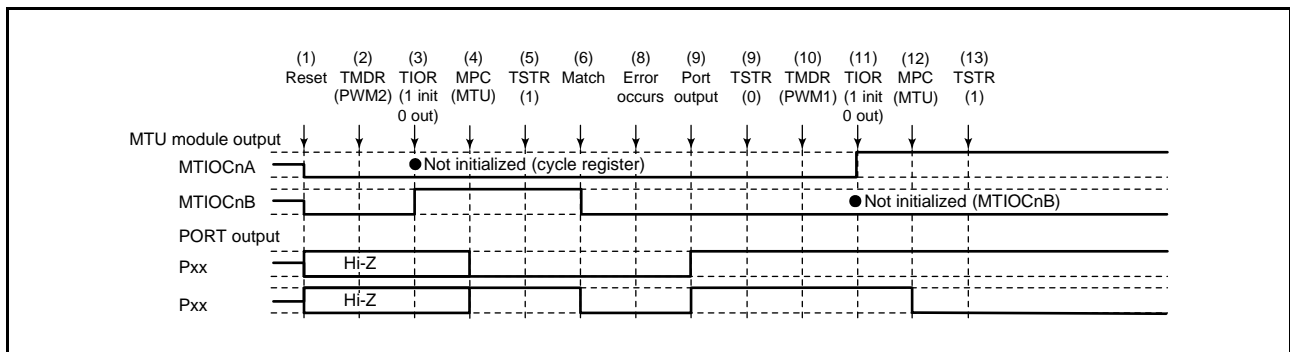 (1) (2) (3) (4) (5) (6) (8) (9) (9) (10) (11) (12) (13)
Reset TMDR TIOR MPC TSTR Match Error Port TSTR TMDR TIOR MPC TSTR
(PWM2) (1 init (MTU) (1) occurs output (0) (PWM1) (1 init (MTU) (1)
0 out) 0 out)
MTU module output
MTIOCnA Not initialized (cycle register)
MTIOCnB Not initialized (MTIOCnB)
PORT output
Pxx Hi-Z
Pxx Hi-Z